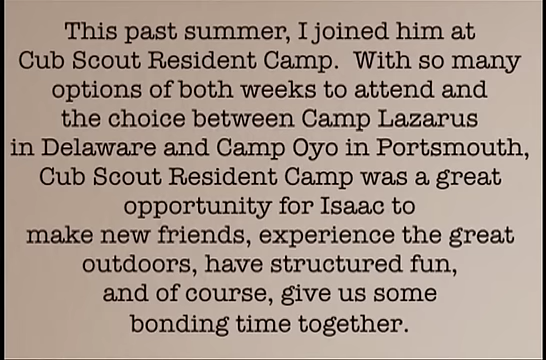 This past summer, I joined him at
Cub Scout Resident Camp.  With so many
options of both weeks to attend and
the choice between Camp Lazarus
in Delaware and Camp Oyo in Portsmouth,
Cub Scout Resident Camp was a great
opportunity for Isaac to
make new friends, experience the great
outdoors, have structured fun,
and of course, give us some
bonding time together.